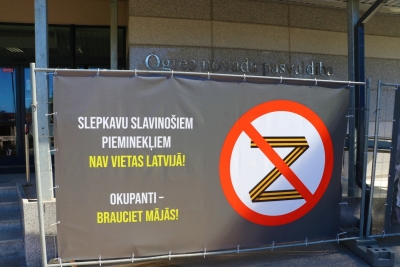 Ogres novada pašvaldība
SLEPKAVU SLAVINOŠIEM
PIEMINEKĻIEM
NAV VIETAS LATVIJĀ!
OKUPANTI –
BRAUCIET MĀJĀS!
Z